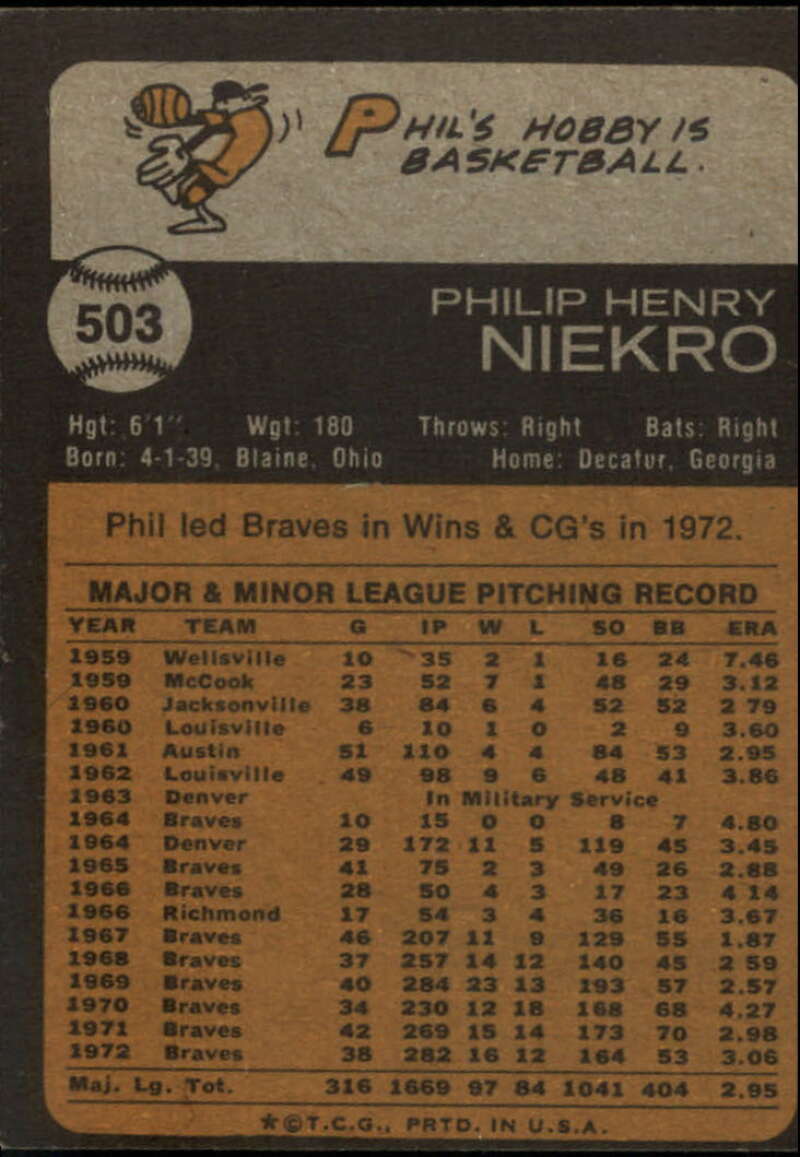 PHIL'S HOBBY IS
BASKETBALL.
503
PHILIP HENRY
NIEKRO
Hgt: 6'1" Wgt: 180 Throws: Right Bats: Right
Born: 4-1-39, Blaine, Ohio Home: Decatur, Georgia
Phil led Braves in Wins & CG's in 1972.
MAJOR & MINOR LEAGUE PITCHING RECORD
YEAR TEAM G IP W L SO BB ERA
1959 Wellsville 10 35 2 1 16 24 7.46
1959 McCook 23 52 7 1 48 29 3.12
1960 Jacksonville 38 84 6 4 52 52 2 79
1960 Louisville 6 10 1 0 2 9 3.60
1961 Austin 51 110 4 4 84 53 2.95
1962 Louisville 49 98 9 6 48 41 3.86
1963 Denver In Military Service
1964 Braves 10 15 0 0 8 7 4.80
1964 Denver 29 172 11 5 119 45 3.45
1965 Braves 41 75 2 3 49 26 2.88
1966 Braves 28 50 4 3 17 23 4 14
1966 Richmond 17 54 3 4 36 16 3.67
1967 Braves 46 207 11 9 129 55 1.87
1968 Braves 37 257 14 12 140 45 2 59
1969 Braves 40 284 23 13 193 57 2.57
1970 Braves 34 230 12 18 168 68 4.27
1971 Braves 42 269 15 14 173 70 2.98
1972 Braves 38 282 16 12 164 53 3.06
Maj. Lg. Tot. 316 1669 97 84 1041 404 2.95
★©T.C.G., PRTD. IN U.S.A.